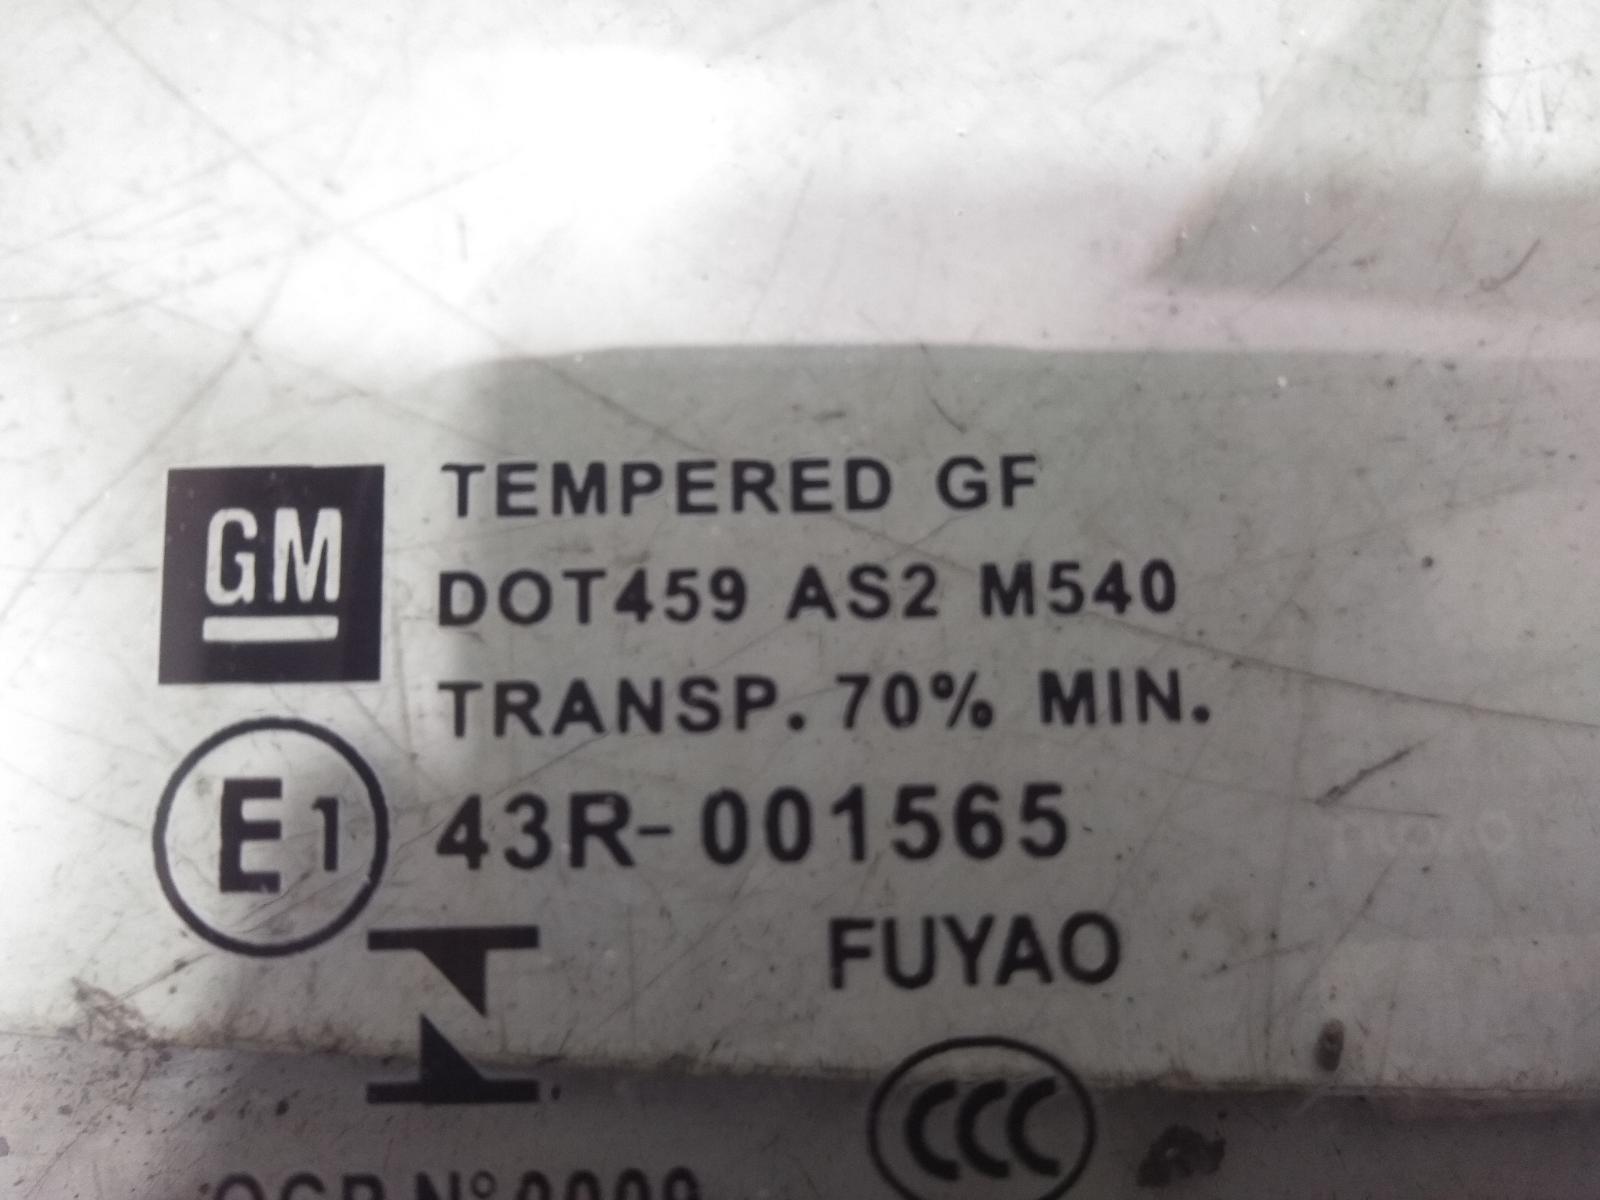 GM
TEMPERED GF
DOT459 AS2 M540
TRANSP. 70% MIN.
E1 43R-001565
FUYAO
CCC